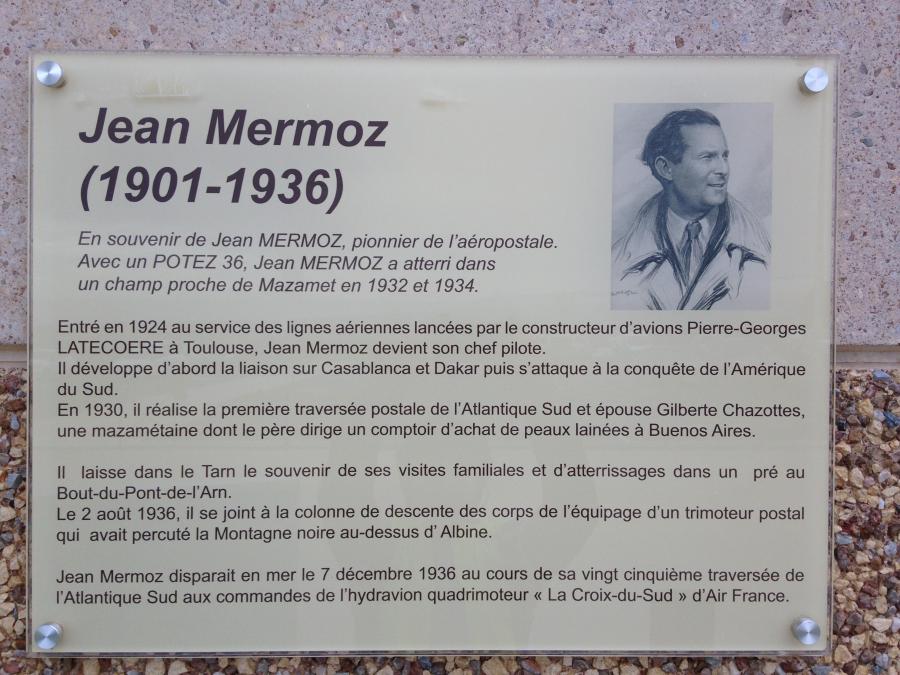 Jean Mermoz
(1901-1936)
En souvenir de Jean MERMOZ, pionnier de l'aéropostale.
Avec un POTEZ 36, Jean MERMOZ a atterri dans
un champ proche de Mazamet en 1932 et 1934.
Entré en 1924 au service des lignes aériennes lancées par le constructeur d'avions Pierre-Georges
LATECOERE à Toulouse, Jean Mermoz devient son chef pilote.
Il développe d'abord la liaison sur Casablanca et Dakar puis s'attaque à la conquête de l'Amérique
du Sud.
En 1930, il réalise la première traversée postale de l'Atlantique Sud et épouse Gilberte Chazottes,
une mazamétaine dont le père dirige un comptoir d'achat de peaux lainées à Buenos Aires.
Il laisse dans le Tarn le souvenir de ses visites familiales et d'atterrissages dans un pré au
Bout-du-Pont-de-l'Arn.
Le 2 août 1936, il se joint à la colonne de descente des corps de l'équipage d'un trimoteur postal
qui avait percuté la Montagne noire au-dessus d'Albine.
Jean Mermoz disparait en mer le 7 décembre 1936 au cours de sa vingt cinquième traversée de
l'Atlantique Sud aux commandes de l'hydravion quadrimoteur « La Croix-du-Sud » d'Air France.